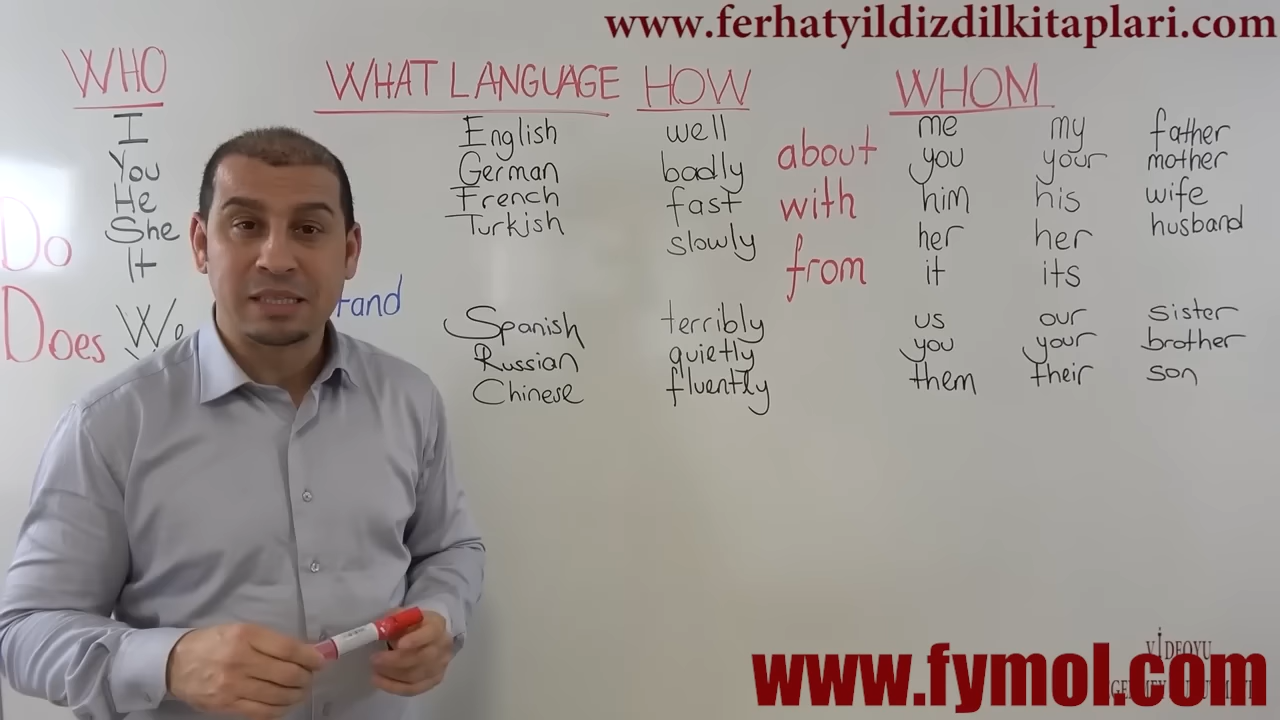 www.ferhatyildizdilkitaplari.com
WHO
I
You
He
She
It
We
Do
Does
tand
WHAT LANGUAGE
English
German
French
Turkish
Spanish
Russian
Chinese
HOW
well
badly
fast
slowly
terribly
quietly
fluently
about
with
from
WHOM
me my father
you your mother
him his wife
her her husband
it its
us our sister
you your brother
them their son
www.fymol.com